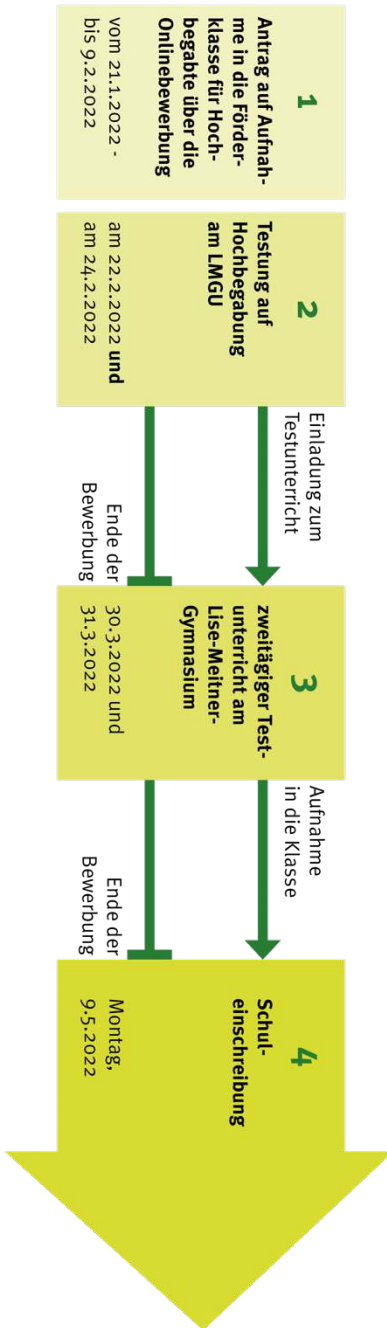 1
Antrag auf Aufnah-
me in die Förder-
klasse für Hoch-
begabte über die
Onlinebewerbung
vom 21.1.2022 -
bis 9.2.2022
2
Testung auf
Hochbegabung
am LMGU
am 22.2.2022 und
am 24.2.2022
Einladung zum
Testunterricht
Ende der
Bewerbung
3
zweitägiger Test-
unterricht am
Lise-Meitner-
Gymnasium
30.3.2022 und
31.3.2022
Aufnahme
in die Klasse
Ende der
Bewerbung
4
Schul-
einschreibung
Montag,
9.5.2022